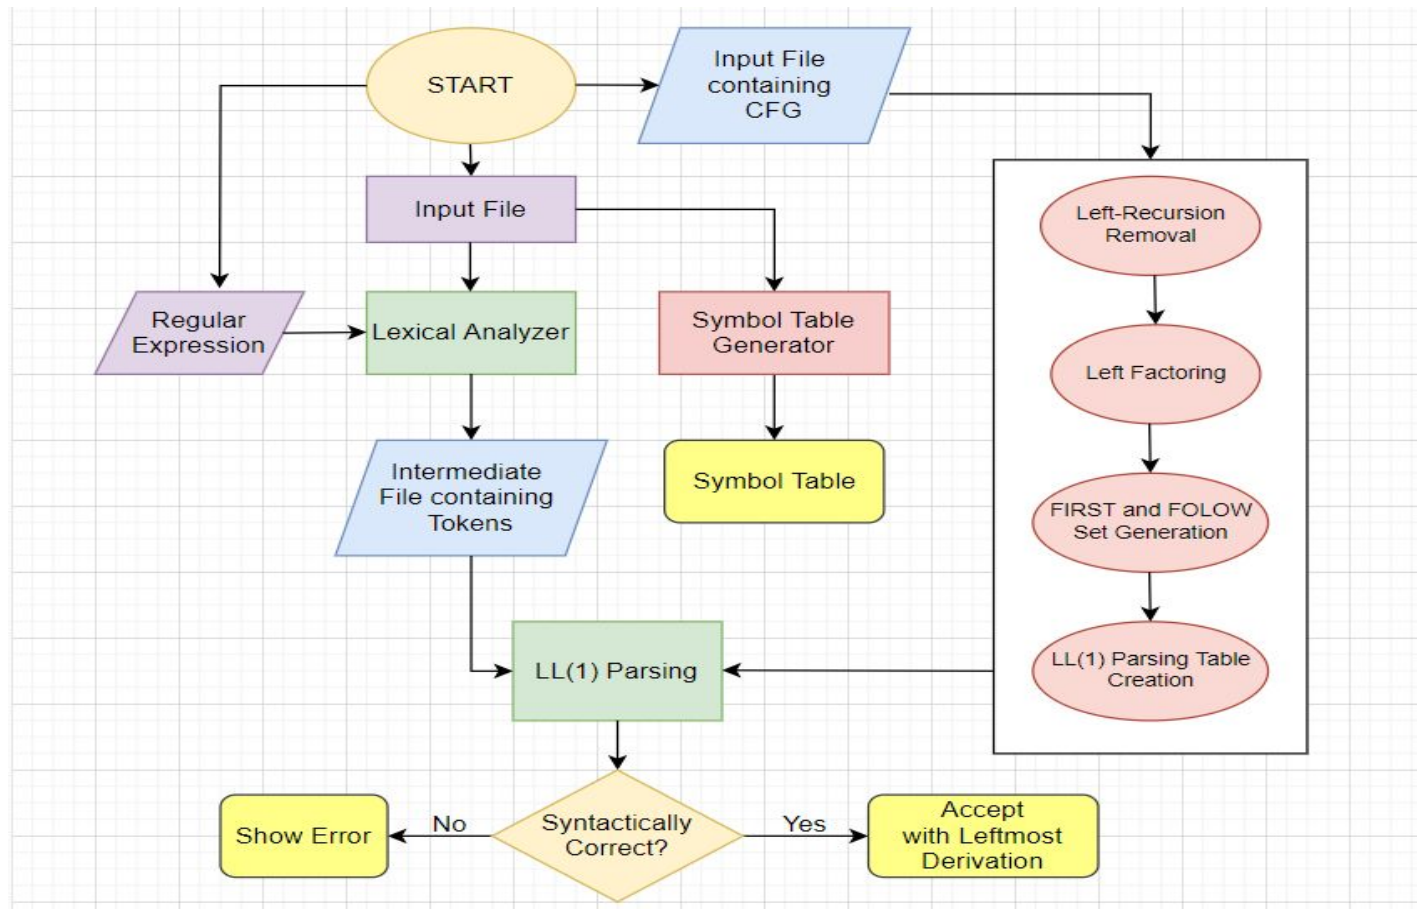 START
Input File
containing
CFG
Input File
Left-Recursion
Removal
Regular
Expression
Lexical Analyzer
Symbol Table
Generator
Left Factoring
Intermediate
File containing
Tokens
Symbol Table
FIRST and FOLOW
Set Generation
LL(1) Parsing
LL(1) Parsing Table
Creation
Show Error
No
Syntactically
Correct?
Yes
Accept
with Leftmost
Derivation